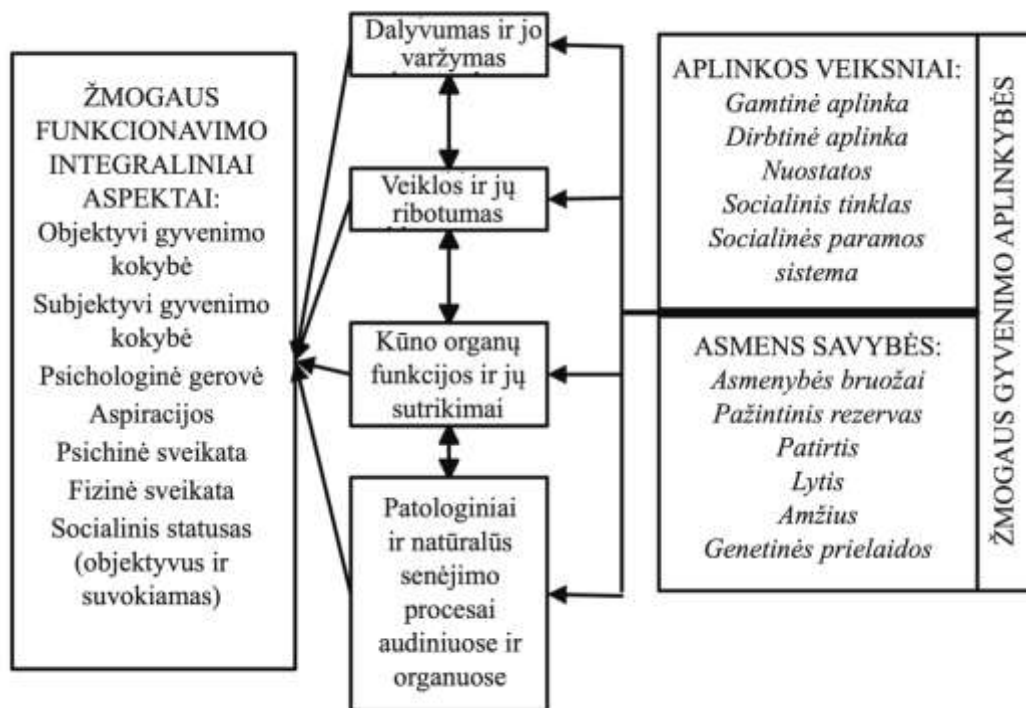 ŽMOGAUS
FUNKCIONAVIMO
INTEGRALINIAI
ASPEKTAI:
Objektyvi gyvenimo
kokybė
Subjektyvi gyvenimo
kokybė
Psichologinė gerovė
Aspiracijos
Psichinė sveikata
Fizinė sveikata
Socialinis statusas
(objektyvus ir
suvokiamas)
Dalyvumas ir jo
varžymas
Veiklos ir jų
ribotumas
Kūno organų
funkcijos ir jų
sutrikimai
Patologiniai
ir natūralūs
senėjimo
procesai
audiniuose ir
organuose
APLINKOS VEIKSNIAI:
Gamtinė aplinka
Dirbtinė aplinka
Nuostatos
Socialinis tinklas
Socialinės paramos
sistema
ASMENS SAVYBĖS:
Asmenybės bruožai
Pažintinis rezervas
Patirtis
Lytis
Amžius
Genetinės prielaidos
ŽMOGAUS GYVENIMO APLINKYBĖS